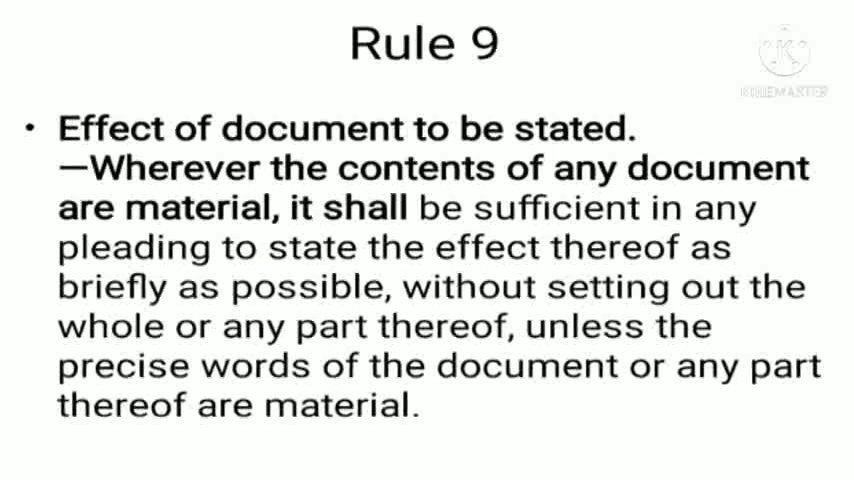 Rule 9
KINEMASTER
• Effect of document to be stated.
—Wherever the contents of any document
are material, it shall be sufficient in any
pleading to state the effect thereof as
briefly as possible, without setting out the
whole or any part thereof, unless the
precise words of the document or any part
thereof are material.